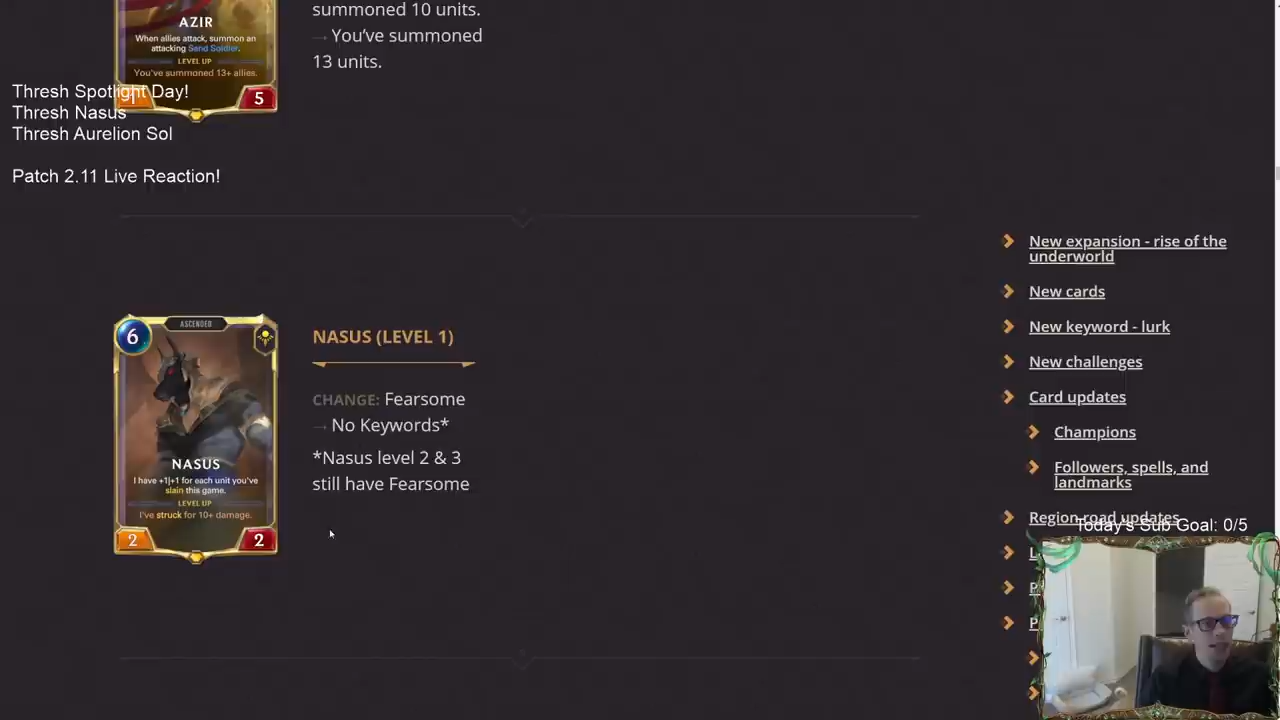 summoned 10 units.
→ You've summoned
13 units.
AZIR
When allies attack, summon an
attacking Sand Soldier.
LEVEL UP
You've summoned 13+ allies.
1
5
Thresh Spotlight Day!
Thresh Nasus
Thresh Aurelion Sol
Patch 2.11 Live Reaction!
6
ASCENDED
NASUS
I have +1|+1 for each unit you've
slain this game.
LEVEL UP
I've struck for 10+ damage.
2
2
NASUS (LEVEL 1)
CHANGE: Fearsome
→ No Keywords*
*Nasus level 2 & 3
still have Fearsome
New expansion - rise of the
underworld
New cards
New keyword - lurk
New challenges
Card updates
Champions
Followers, spells, and
landmarks
Region road updates
Today's Sub Goal: 0/5
L
P
P